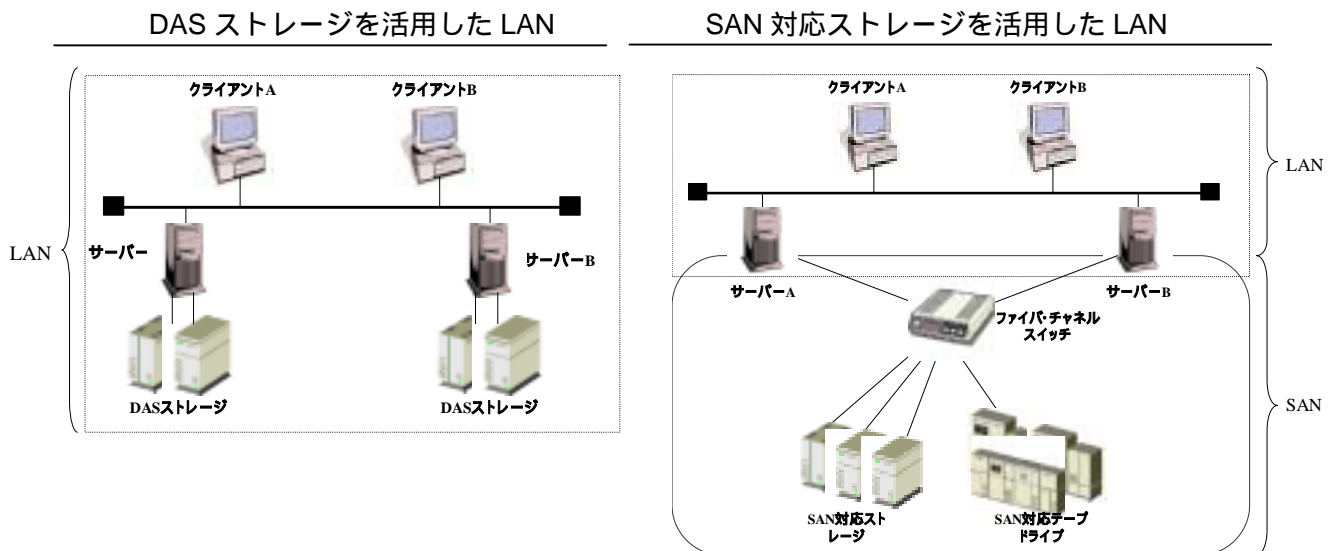 DAS ストレージを活用した LAN
SAN 対応ストレージを活用した LAN
クライアントA
クライアントB
LAN
サーバー
サーバーB
DASストレージ
DASストレージ
クライアントA
クライアントB
LAN
サーバーA
サーバーB
ファイバ・チャネル
スイッチ
SAN
SAN対応スト
レージ
SAN対応テープ
ドライブ